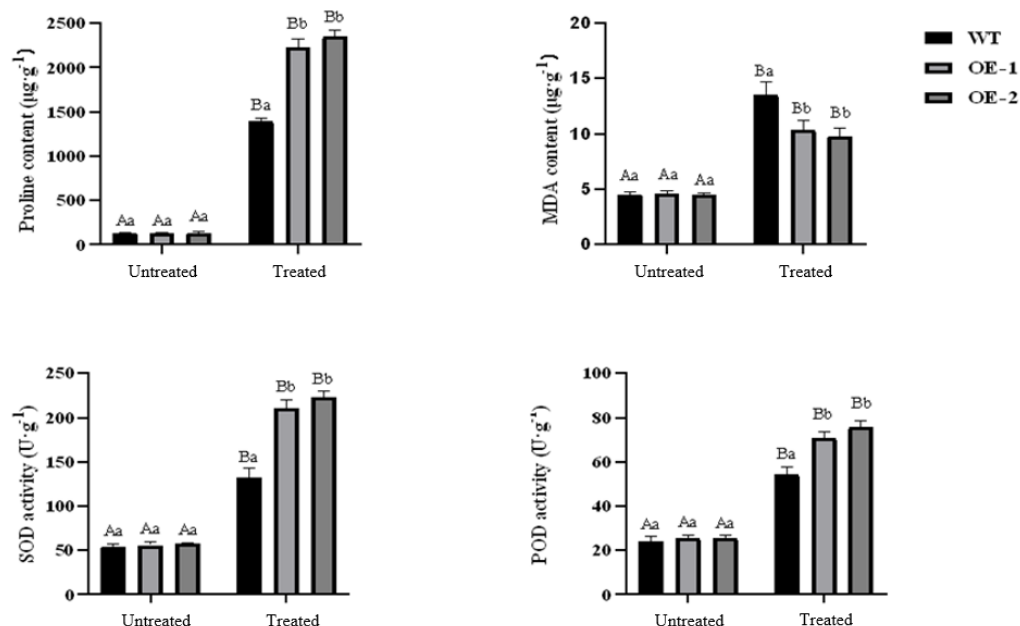 Proline content (µg·g⁻¹)
2500
2000
1500
1000
500
0
Aa Aa Aa
Ba Bb Bb
Untreated Treated
MDA content (µg·g⁻¹)
20
15
10
5
0
Aa Aa Aa
Ba Bb Bb
Untreated Treated
WT
OE-1
OE-2
SOD activity (U·g⁻¹)
250
200
150
100
50
0
Aa Aa Aa
Ba Bb Bb
Untreated Treated
POD activity (U·g⁻¹)
100
80
60
40
20
0
Aa Aa Aa
Ba Bb Bb
Untreated Treated